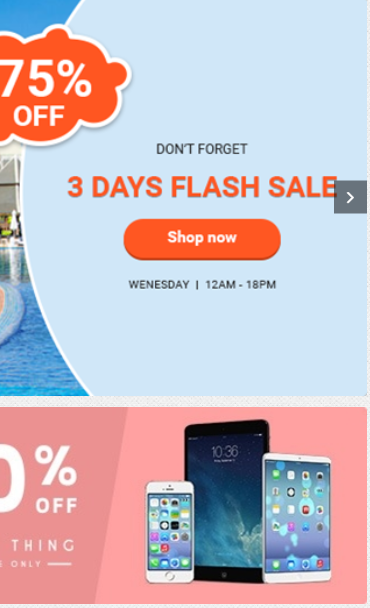 75%
OFF
DON'T FORGET
3 DAYS FLASH SALE
Shop now
WENESDAY | 12AM - 18PM
0%
OFF
THING
ONLY
10:36